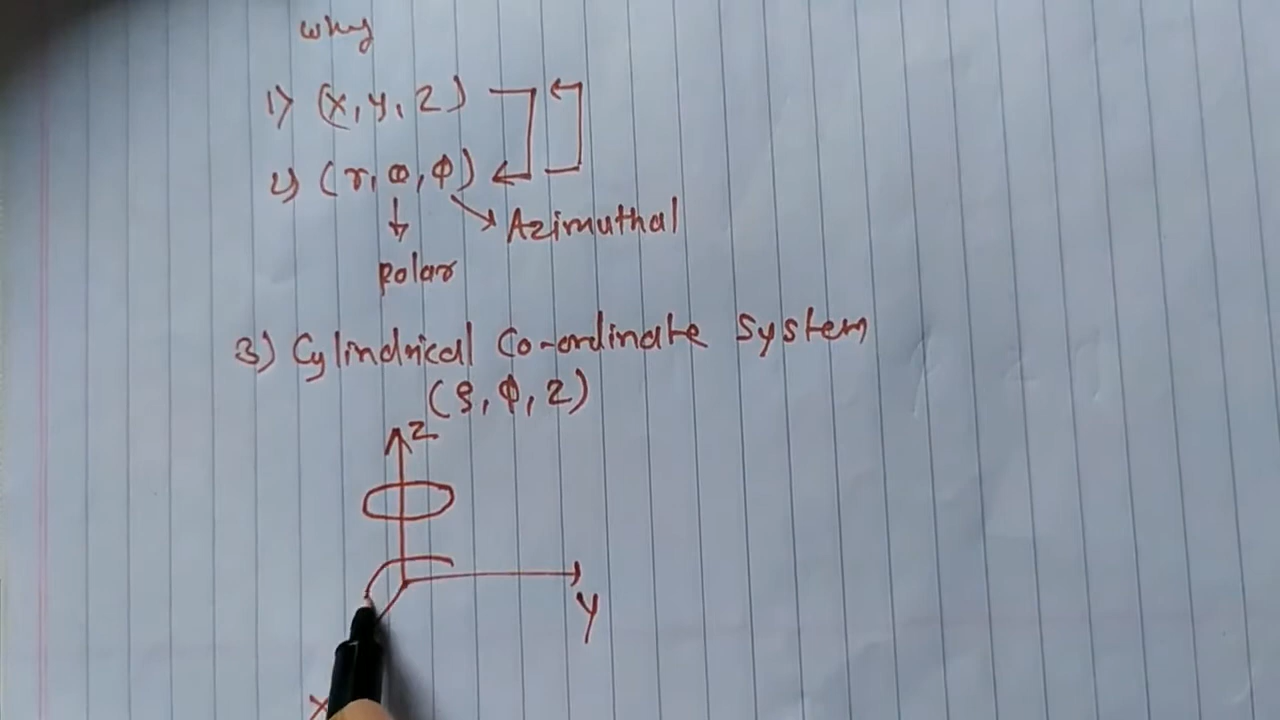 why
1) (x, y, z)
2) (r, θ, φ)
Azimuthal
polar
3) Cylindrical Co-ordinate System
(ρ, φ, z)
z
y
x